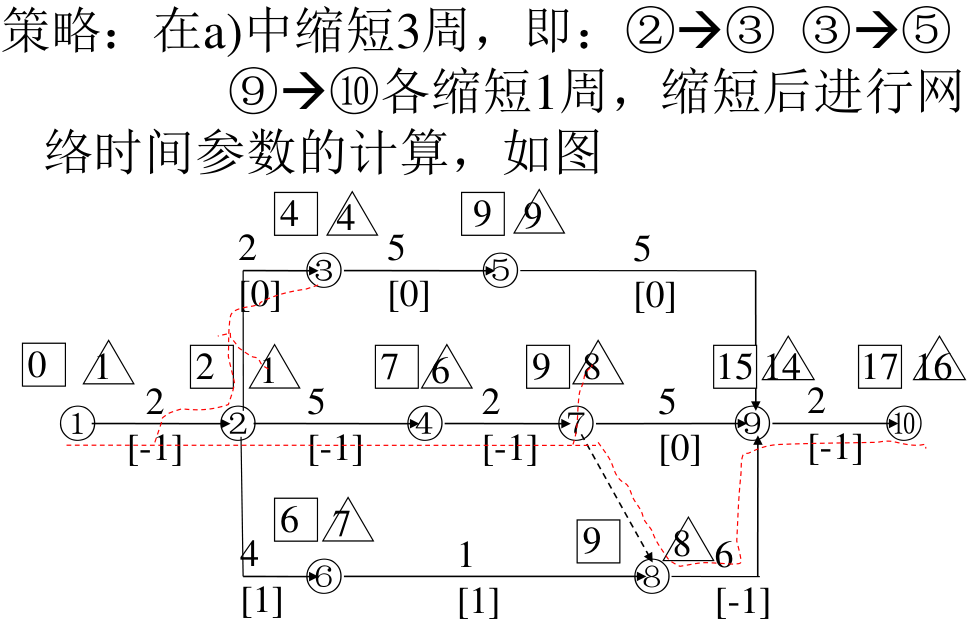 策略：在a)中缩短3周，即：②→③ ③→⑤
⑨→⑩各缩短1周，缩短后进行网
络时间参数的计算，如图
4 4 9 9
2 5 5
③ ⑤
[0] [0] [0]
0 1 2 1 7 6 9 8 15 14 17 16
2 5 2 5 2
① ② ④ ⑦ ⑨ ⑩
[-1] [-1] [-1] [0] [-1]
6 7 9 8
4 1 6
⑥ ⑧
[1] [1] [-1]